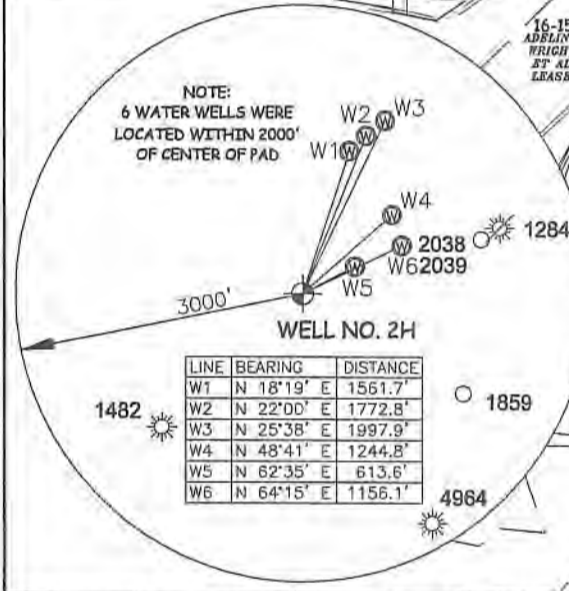 16-15
ADELIN
WRIGH
ET AL
LEASE
NOTE:
6 WATER WELLS WERE
LOCATED WITHIN 2000'
OF CENTER OF PAD
W1
W2
W3
W4
W5
W6
2038
2039
1284
3000'
WELL NO. 2H
LINE BEARING DISTANCE
W1 N 18°19' E 1561.7'
W2 N 22°00' E 1772.8'
W3 N 25°38' E 1997.9'
W4 N 48°41' E 1244.8'
W5 N 62°35' E 613.6'
W6 N 64°15' E 1156.1'
1482
1859
4964